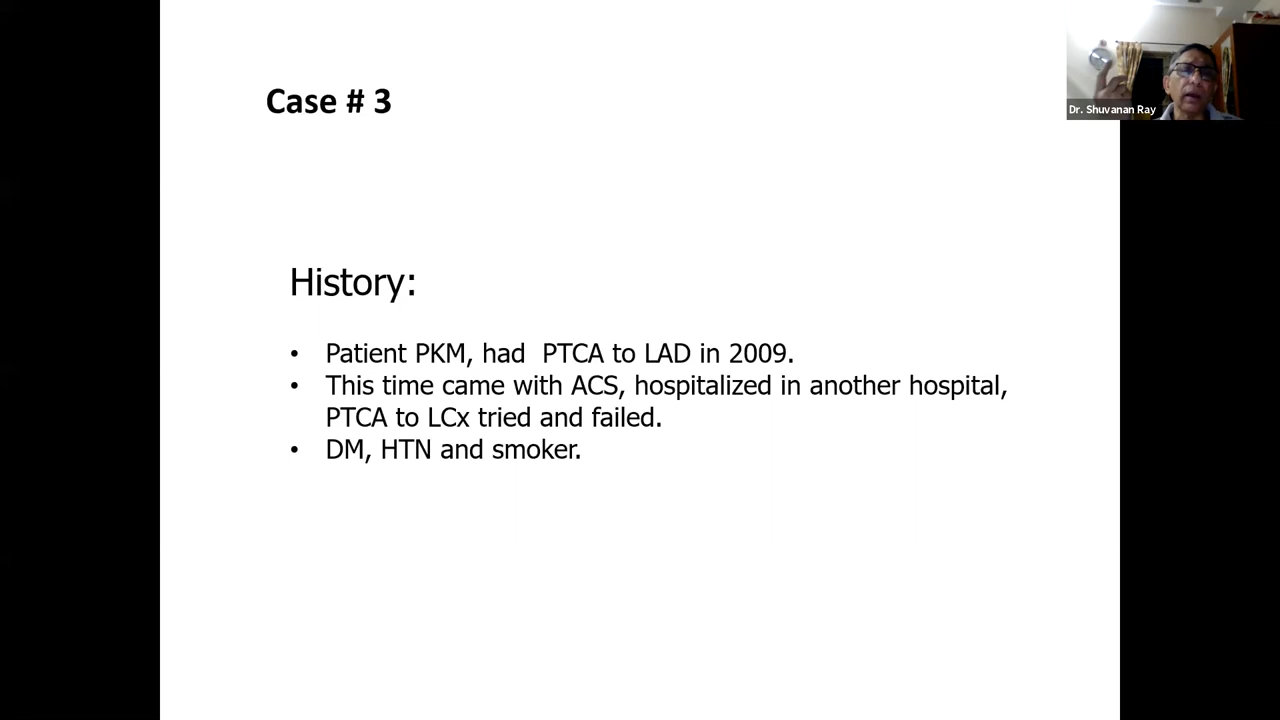 Case # 3
Dr. Shuvanan Ray
History:
• Patient PKM, had PTCA to LAD in 2009.
• This time came with ACS, hospitalized in another hospital,
PTCA to LCx tried and failed.
• DM, HTN and smoker.